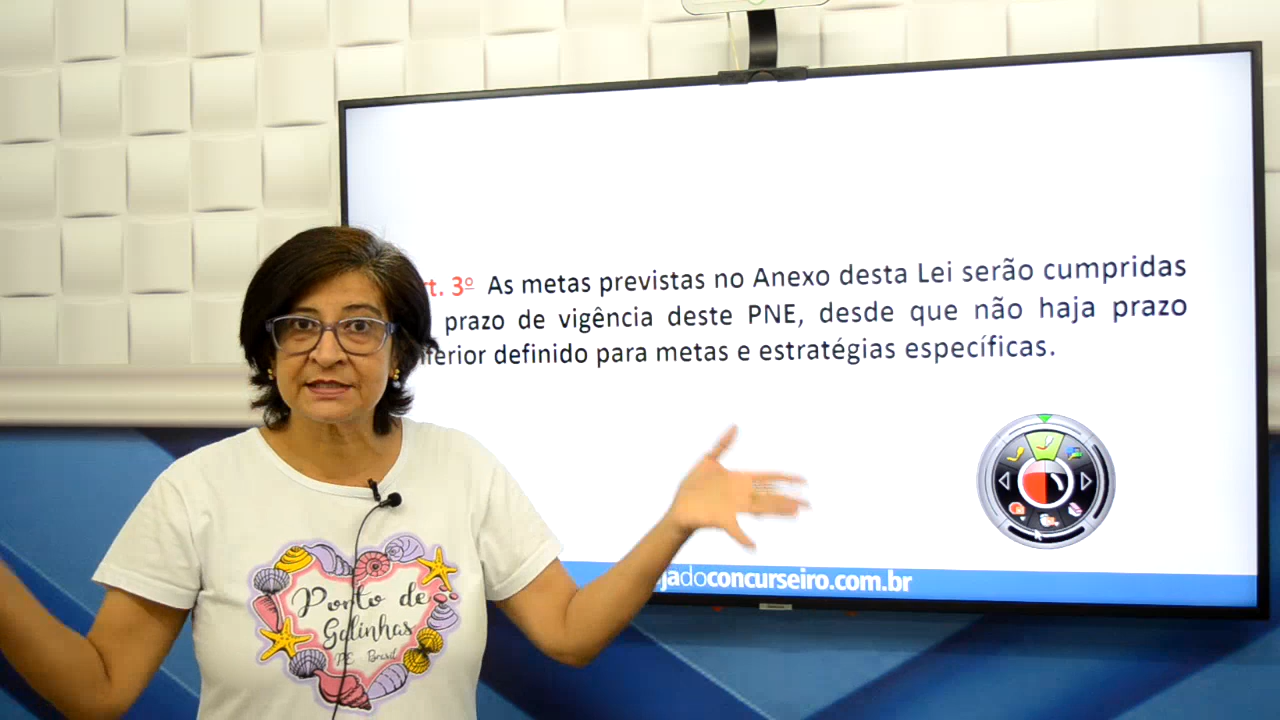 rt. 3º As metas previstas no Anexo desta Lei serão cumpridas
prazo de vigência deste PNE, desde que não haja prazo
nferior definido para metas e estratégias específicas.
jadoconcurseiro.com.br
Porto de
Galinhas
PE Brasil